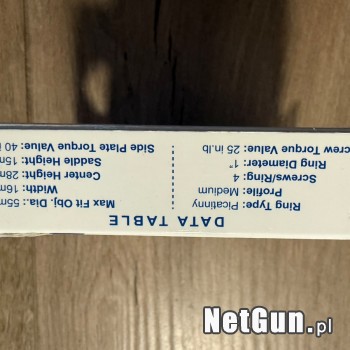 DATA TABLE
Ring Type: Picatinny
Profile: Medium
Screws/Ring: 4
Ring Diameter: 1"
crew Torque Value: 25 in.lb
Max Fit Obj. Dia.: 55m
Width: 16m
Center Height: 28m
Saddle Height: 15m
Side Plate Torque Value: 40 i
NetGun.pl